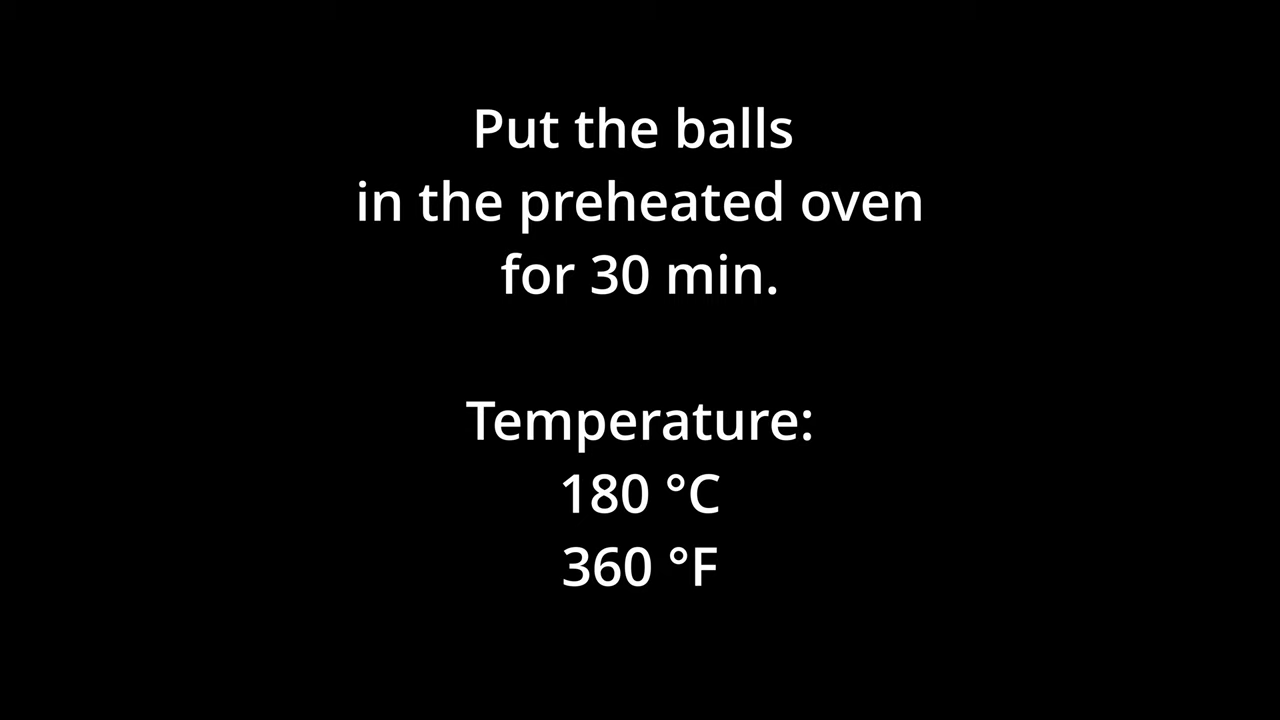 Put the balls
in the preheated oven
for 30 min.
Temperature:
180 °C
360 °F